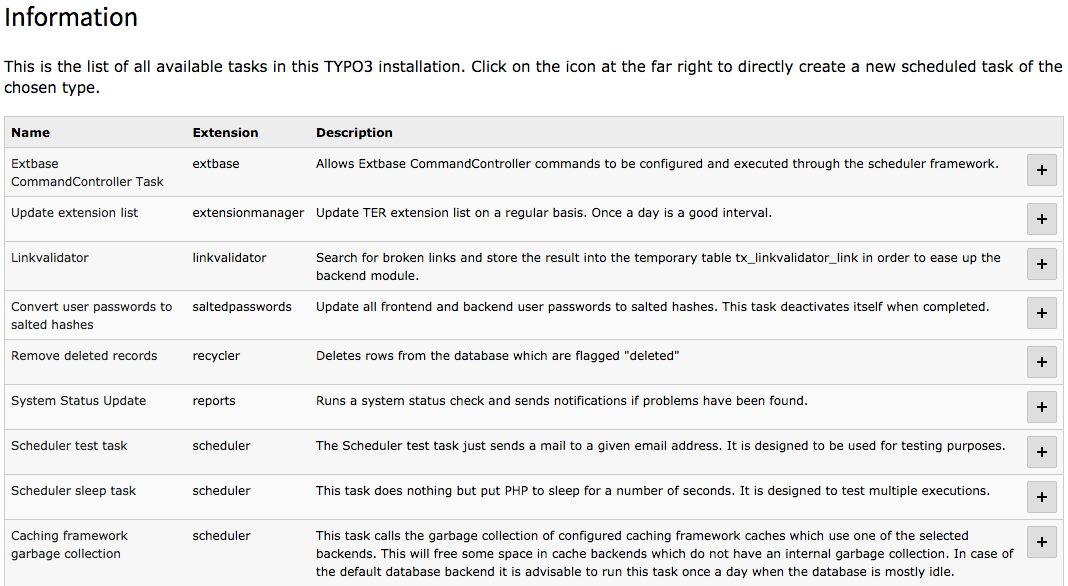 Information
This is the list of all available tasks in this TYPO3 installation. Click on the icon at the far right to directly create a new scheduled task of the
chosen type.
Name Extension Description
Extbase extbase Allows Extbase CommandController commands to be configured and executed through the scheduler framework. +
CommandController Task
Update extension list extensionmanager Update TER extension list on a regular basis. Once a day is a good interval. +
Linkvalidator linkvalidator Search for broken links and store the result into the temporary table tx_linkvalidator_link in order to ease up the +
backend module.
Convert user passwords to saltedpasswords Update all frontend and backend user passwords to salted hashes. This task deactivates itself when completed. +
salted hashes
Remove deleted records recycler Deletes rows from the database which are flagged "deleted" +
System Status Update reports Runs a system status check and sends notifications if problems have been found. +
Scheduler test task scheduler The Scheduler test task just sends a mail to a given email address. It is designed to be used for testing purposes. +
Scheduler sleep task scheduler This task does nothing but put PHP to sleep for a number of seconds. It is designed to test multiple executions. +
Caching framework scheduler This task calls the garbage collection of configured caching framework caches which use one of the selected +
garbage collection backends. This will free some space in cache backends which do not have an internal garbage collection. In case of
the default database backend it is advisable to run this task once a day when the database is mostly idle.